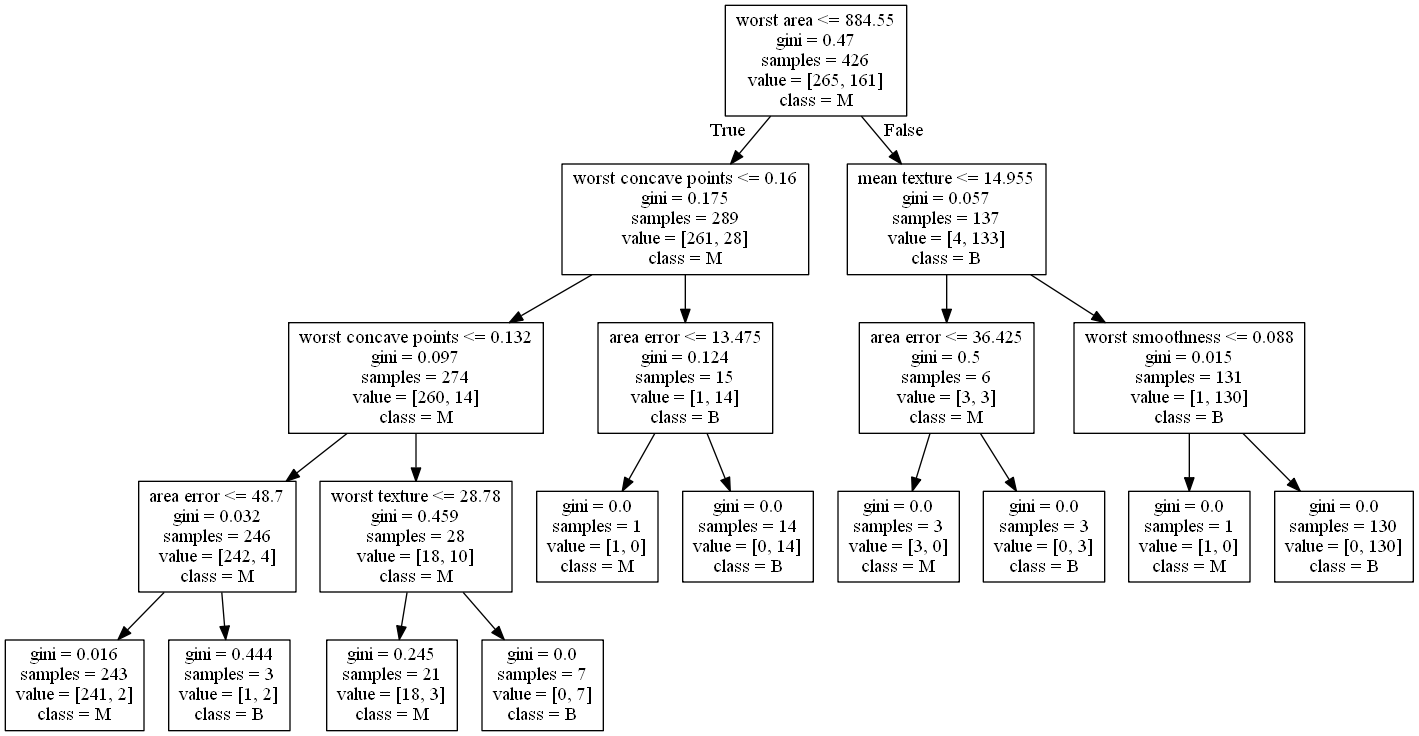 worst area <= 884.55
gini = 0.47
samples = 426
value = [265, 161]
class = M
True
False
worst concave points <= 0.16
gini = 0.175
samples = 289
value = [261, 28]
class = M
mean texture <= 14.955
gini = 0.057
samples = 137
value = [4, 133]
class = B
worst concave points <= 0.132
gini = 0.097
samples = 274
value = [260, 14]
class = M
area error <= 13.475
gini = 0.124
samples = 15
value = [1, 14]
class = B
area error <= 36.425
gini = 0.5
samples = 6
value = [3, 3]
class = M
worst smoothness <= 0.088
gini = 0.015
samples = 131
value = [1, 130]
class = B
area error <= 48.7
gini = 0.032
samples = 246
value = [242, 4]
class = M
worst texture <= 28.78
gini = 0.459
samples = 28
value = [18, 10]
class = M
gini = 0.0
samples = 1
value = [1, 0]
class = M
gini = 0.0
samples = 14
value = [0, 14]
class = B
gini = 0.0
samples = 3
value = [3, 0]
class = M
gini = 0.0
samples = 3
value = [0, 3]
class = B
gini = 0.0
samples = 1
value = [1, 0]
class = M
gini = 0.0
samples = 130
value = [0, 130]
class = B
gini = 0.016
samples = 243
value = [241, 2]
class = M
gini = 0.444
samples = 3
value = [1, 2]
class = B
gini = 0.245
samples = 21
value = [18, 3]
class = M
gini = 0.0
samples = 7
value = [0, 7]
class = B